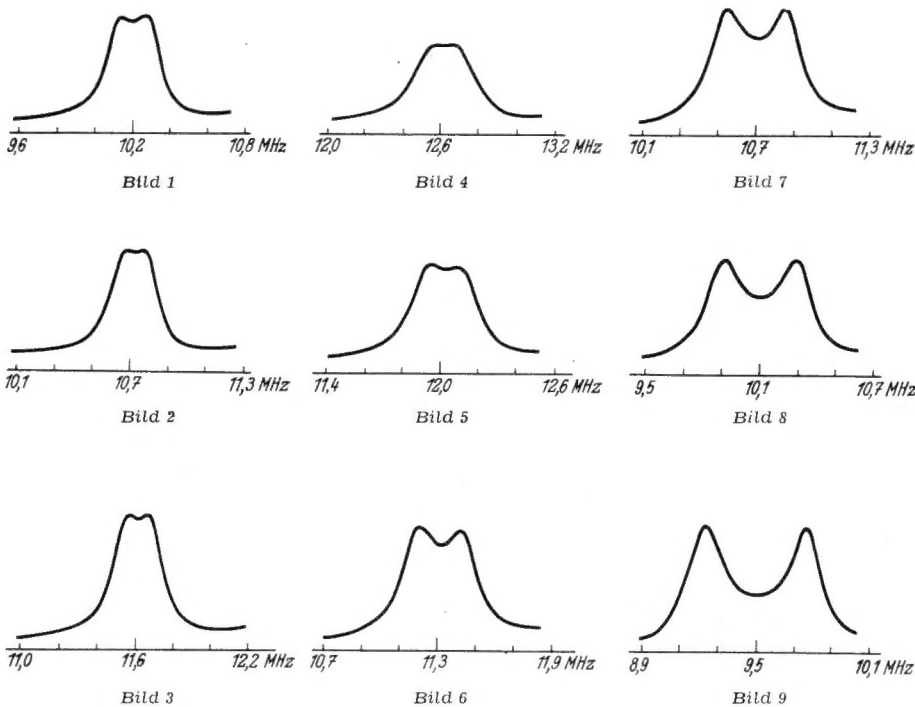 9,6 10,2 10,8 MHz
Bild 1
12,0 12,6 13,2 MHz
Bild 4
10,1 10,7 11,3 MHz
Bild 7
10,1 10,7 11,3 MHz
Bild 2
11,4 12,0 12,6 MHz
Bild 5
9,5 10,1 10,7 MHz
Bild 8
11,0 11,6 12,2 MHz
Bild 3
10,7 11,3 11,9 MHz
Bild 6
8,9 9,5 10,1 MHz
Bild 9